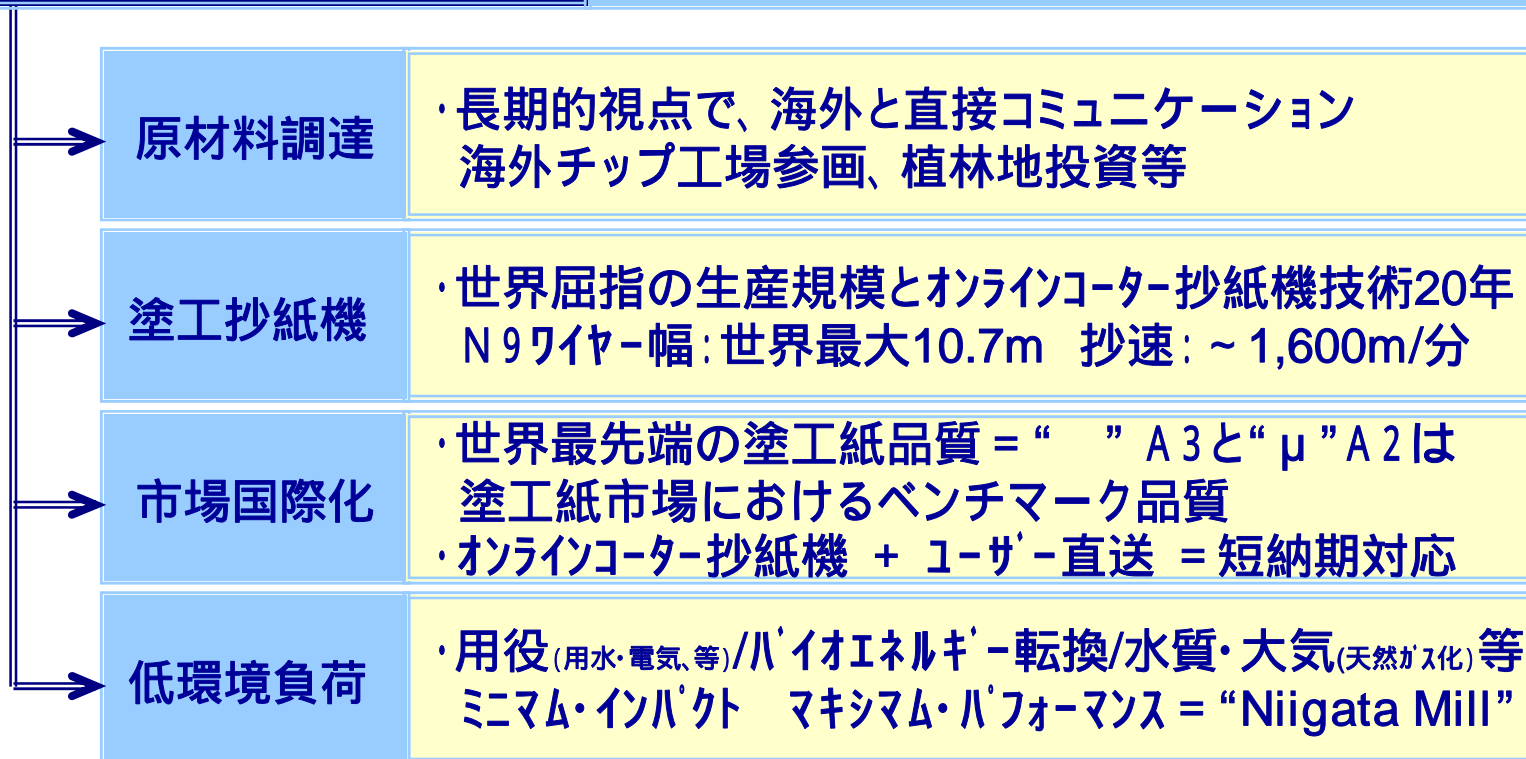 原材料調達
・長期的視点で、海外と直接コミュニケーション
海外チップ工場参画、植林地投資等
塗工抄紙機
・世界屈指の生産規模とｵﾝﾗｲﾝｺｰﾀｰ抄紙機技術20年
Ｎ９ﾜｲﾔｰ幅：世界最大10.7m 抄速：～1,600m/分
市場国際化
・世界最先端の塗工紙品質＝“　”Ａ３と“μ”Ａ２は
塗工紙市場におけるベンチマーク品質
・ｵﾝﾗｲﾝｺｰﾀｰ抄紙機 ＋ ﾕｰｻﾞｰ直送 ＝短納期対応
低環境負荷
・用役(用水・電気、等)/ﾊﾞｲｵｴﾈﾙｷﾞｰ転換/水質・大気(天然ｶﾞｽ化)等
ﾐﾆﾏﾑ・ｲﾝﾊﾟｸﾄ　ﾏｷｼﾏﾑ・ﾊﾟﾌｫｰﾏﾝｽ＝“Niigata Mill”